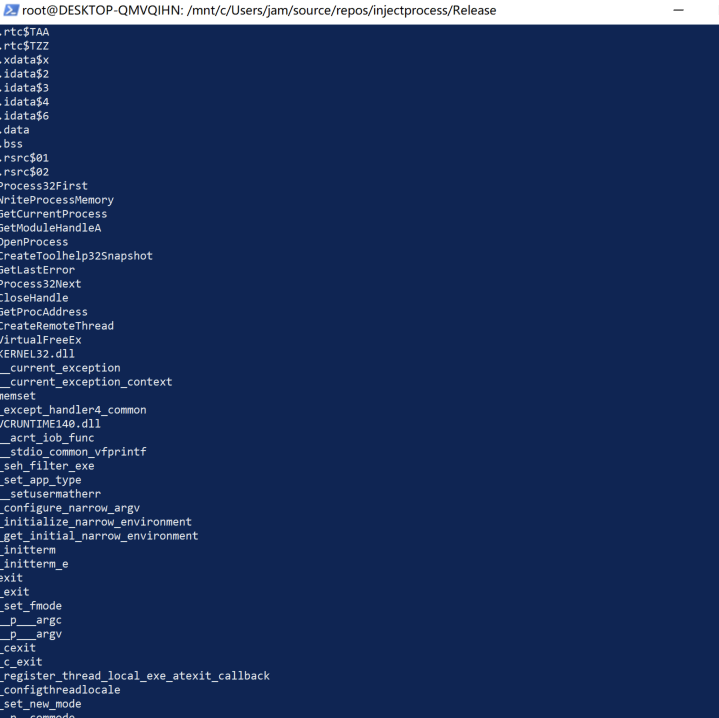 root@DESKTOP-QMVQIHN: /mnt/c/Users/jam/source/repos/injectprocess/Release
.rtc$TAA
.rtc$TZZ
.xdata$x
.idata$2
.idata$3
.idata$4
.idata$6
.data
.bss
.rsrc$01
.rsrc$02
Process32First
WriteProcessMemory
GetCurrentProcess
GetModuleHandleA
OpenProcess
CreateToolhelp32Snapshot
GetLastError
Process32Next
CloseHandle
GetProcAddress
CreateRemoteThread
VirtualFreeEx
KERNEL32.dll
__current_exception
__current_exception_context
memset
_except_handler4_common
VCRUNTIME140.dll
__acrt_iob_func
__stdio_common_vfprintf
_seh_filter_exe
_set_app_type
__setusermatherr
_configure_narrow_argv
_initialize_narrow_environment
_get_initial_narrow_environment
_initterm
_initterm_e
exit
_exit
_set_fmode
__p___argc
__p___argv
_cexit
_c_exit
_register_thread_local_exe_atexit_callback
_configthreadlocale
_set_new_mode
__p__commode